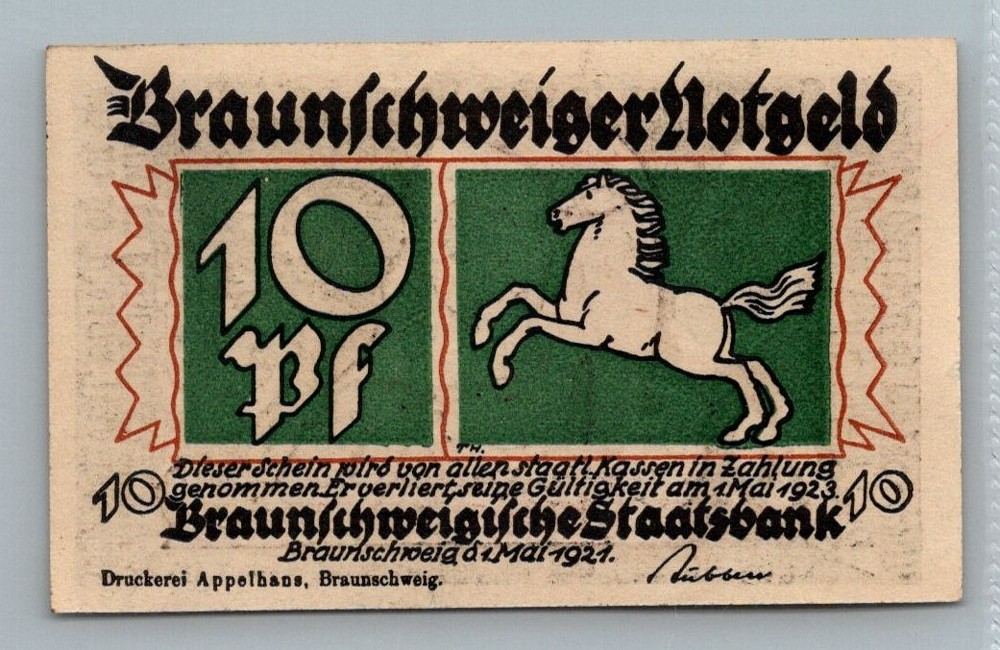 Braunschweiger Notgeld
10
Pf
TH.
Dieser Schein wird von allen staatl. Kassen in Zahlung
genommen. Er verliert seine Gültigkeit am 1. Mai 1923.
10 Braunschweigische Staatsbank 10
Braunschweig d. 1. Mai 1921.
Druckerei Appelhans, Braunschweig.